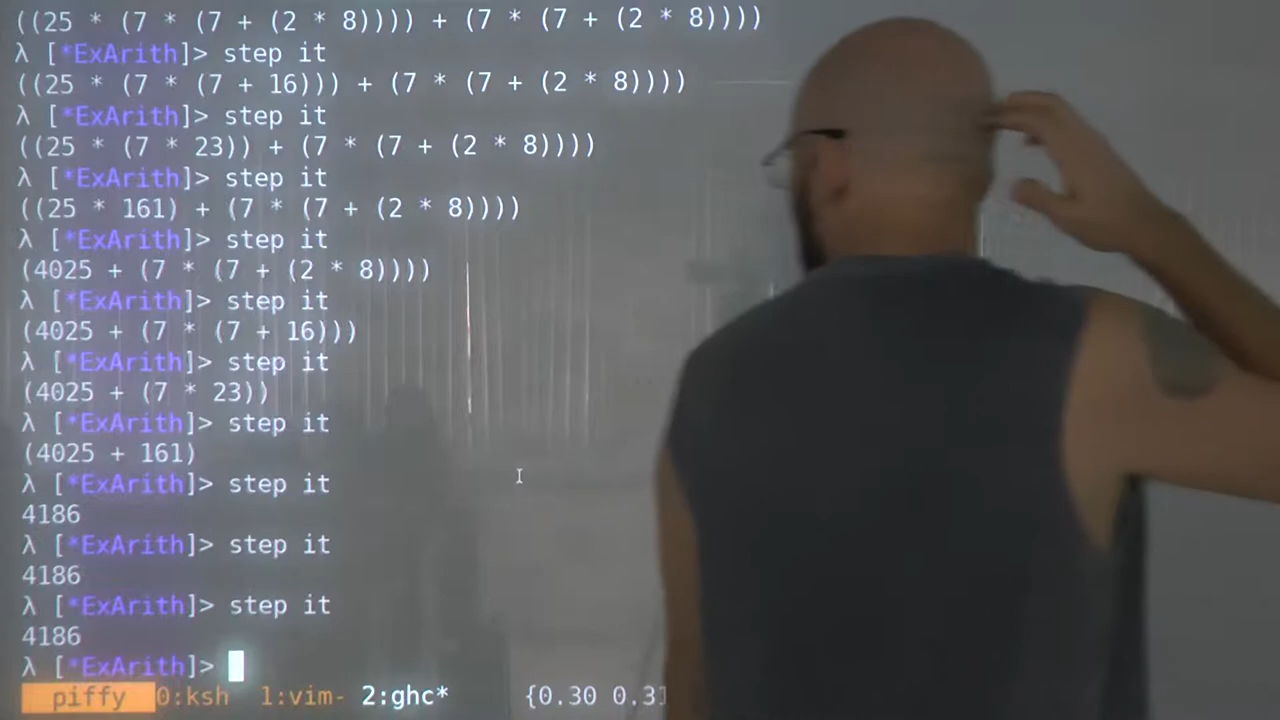 ((25 * (7 * (7 + (2 * 8)))) + (7 * (7 + (2 * 8))))
λ [*ExArith]> step it
((25 * (7 * (7 + 16))) + (7 * (7 + (2 * 8))))
λ [*ExArith]> step it
((25 * (7 * 23)) + (7 * (7 + (2 * 8))))
λ [*ExArith]> step it
((25 * 161) + (7 * (7 + (2 * 8))))
λ [*ExArith]> step it
(4025 + (7 * (7 + (2 * 8))))
λ [*ExArith]> step it
(4025 + (7 * (7 + 16)))
λ [*ExArith]> step it
(4025 + (7 * 23))
λ [*ExArith]> step it
(4025 + 161)
λ [*ExArith]> step it
4186
λ [*ExArith]> step it
4186
λ [*ExArith]> step it
4186
λ [*ExArith]>
piffy 0:ksh 1:vim- 2:ghc* {0.30 0.31